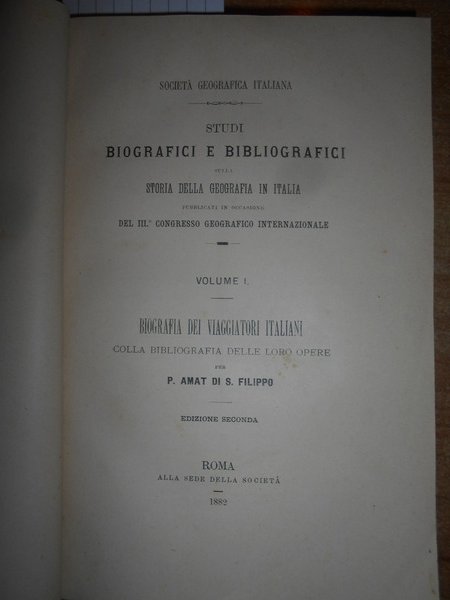 SOCIETÀ GEOGRAFICA ITALIANA
STUDI
BIOGRAFICI E BIBLIOGRAFICI
SULLA
STORIA DELLA GEOGRAFIA IN ITALIA
PUBBLICATI IN OCCASIONE
DEL III.° CONGRESSO GEOGRAFICO INTERNAZIONALE
VOLUME I.
BIOGRAFIA DEI VIAGGIATORI ITALIANI
COLLA BIBLIOGRAFIA DELLE LORO OPERE
PER
P. AMAT DI S. FILIPPO
EDIZIONE SECONDA
ROMA
ALLA SEDE DELLA SOCIETÀ
1882